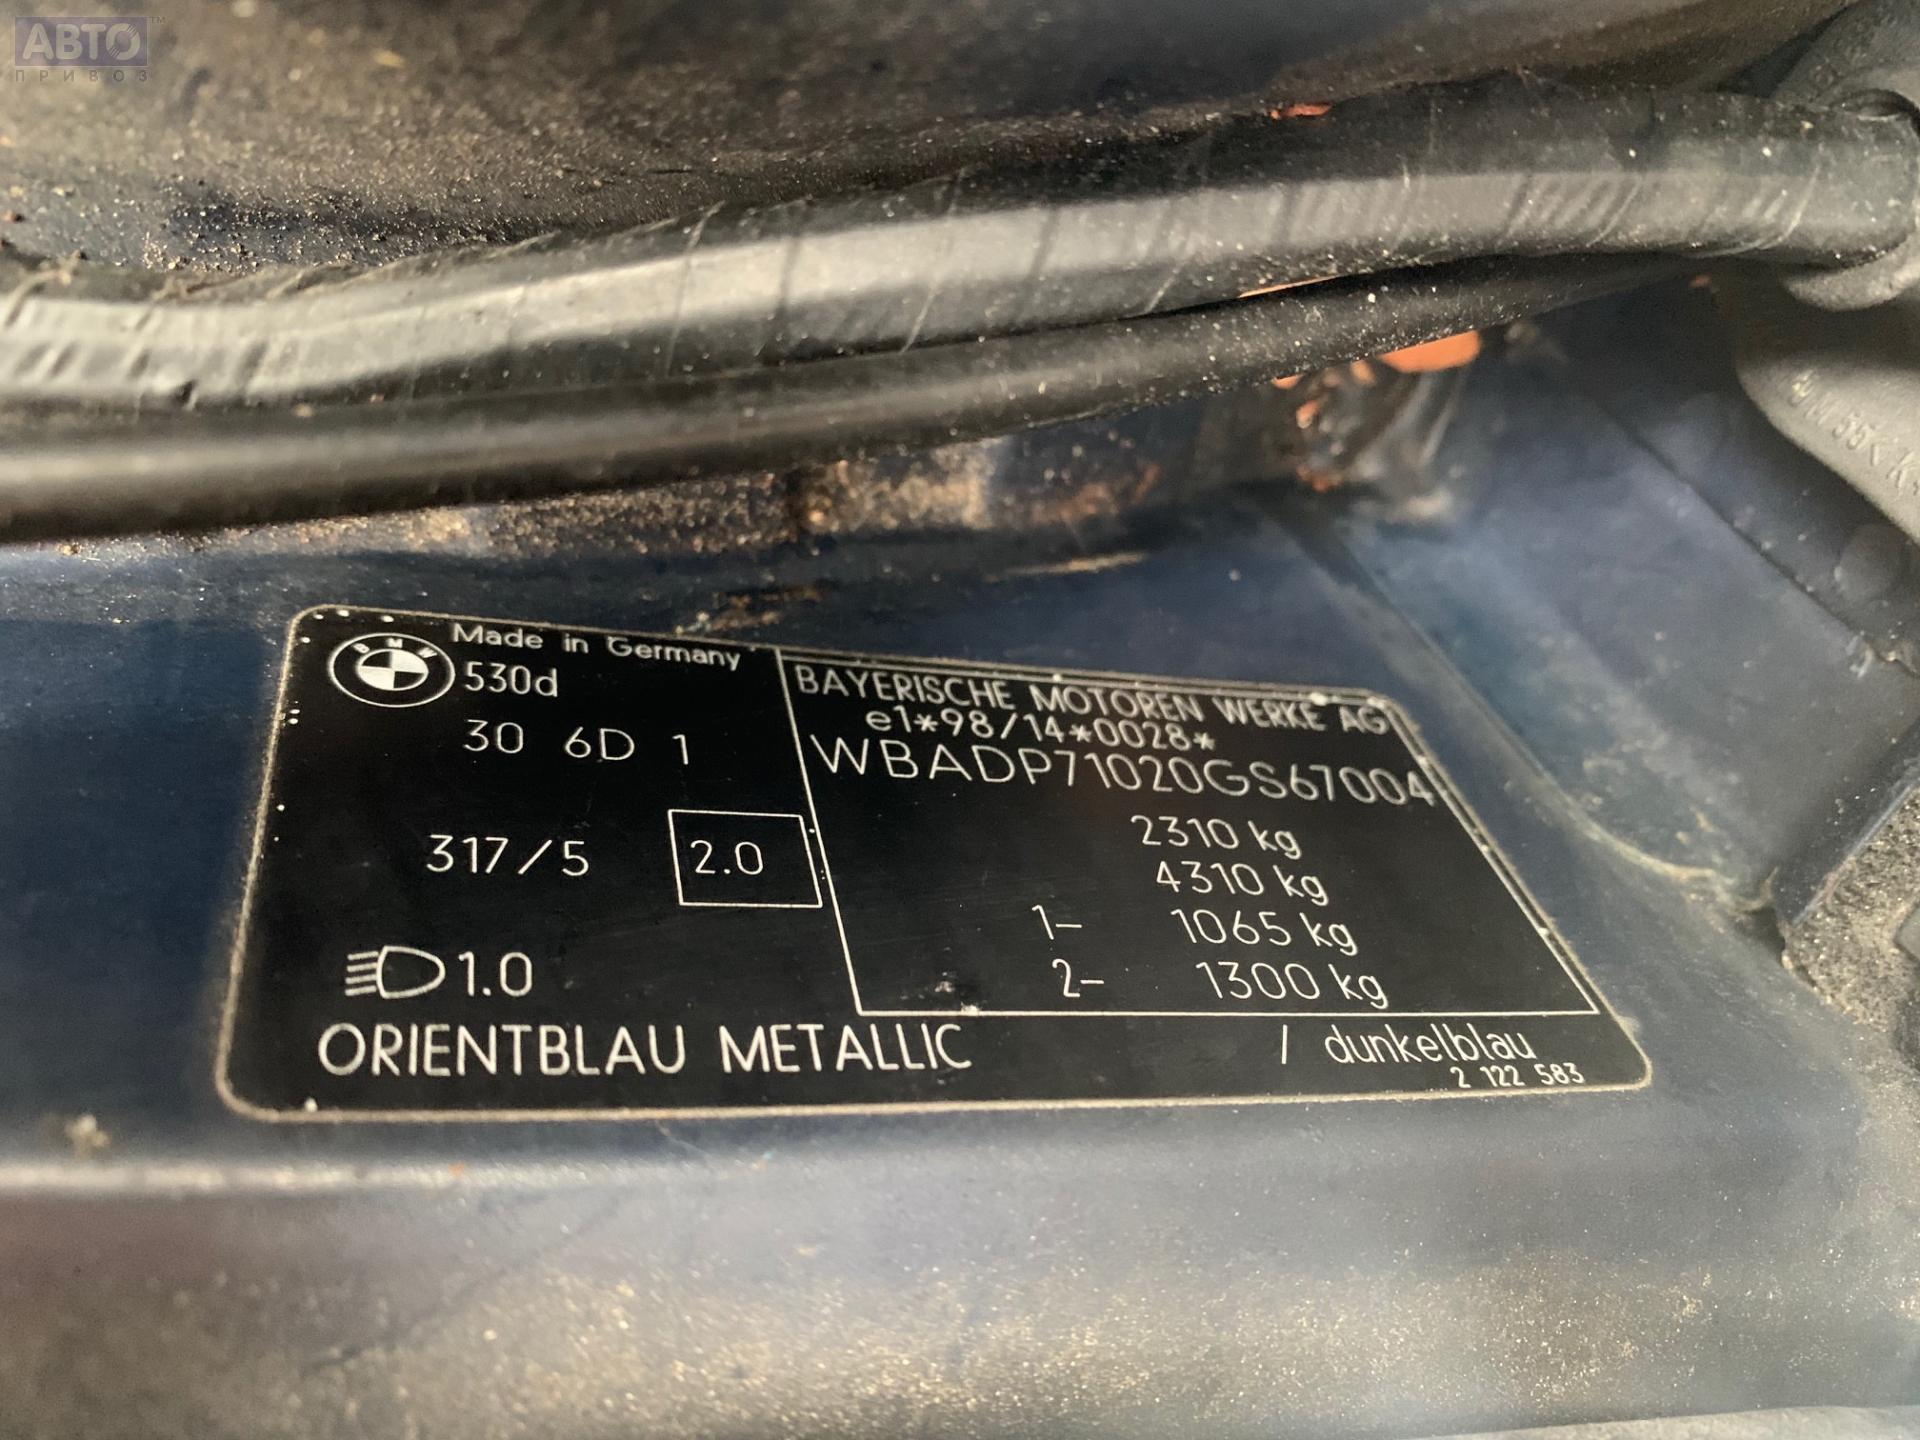 АВТО™
ПРИВОЗ
BMW
Made in Germany
530d
30 6D 1
317/5 2.0
1.0
BAYERISCHE MOTOREN WERKE AG
e1*98/14*0028*
WBADP71020GS67004
2310 kg
4310 kg
1- 1065 kg
2- 1300 kg
ORIENTBLAU METALLIC / dunkelblau
2 122 583